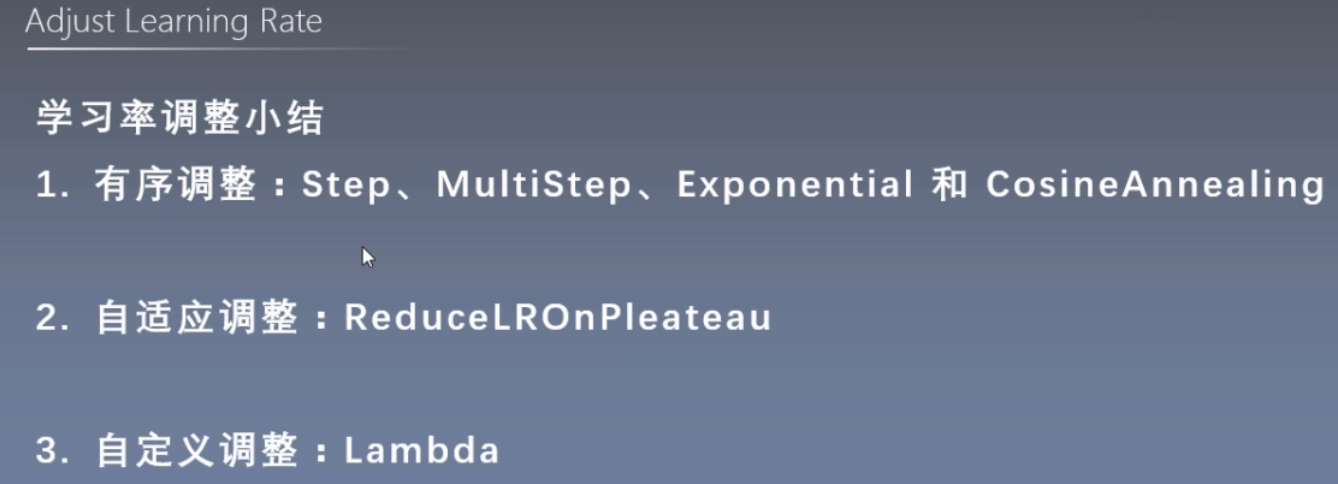 Adjust Learning Rate
学习率调整小结
1. 有序调整：Step、MultiStep、Exponential 和 CosineAnnealing
2. 自适应调整：ReduceLROnPleateau
3. 自定义调整：Lambda